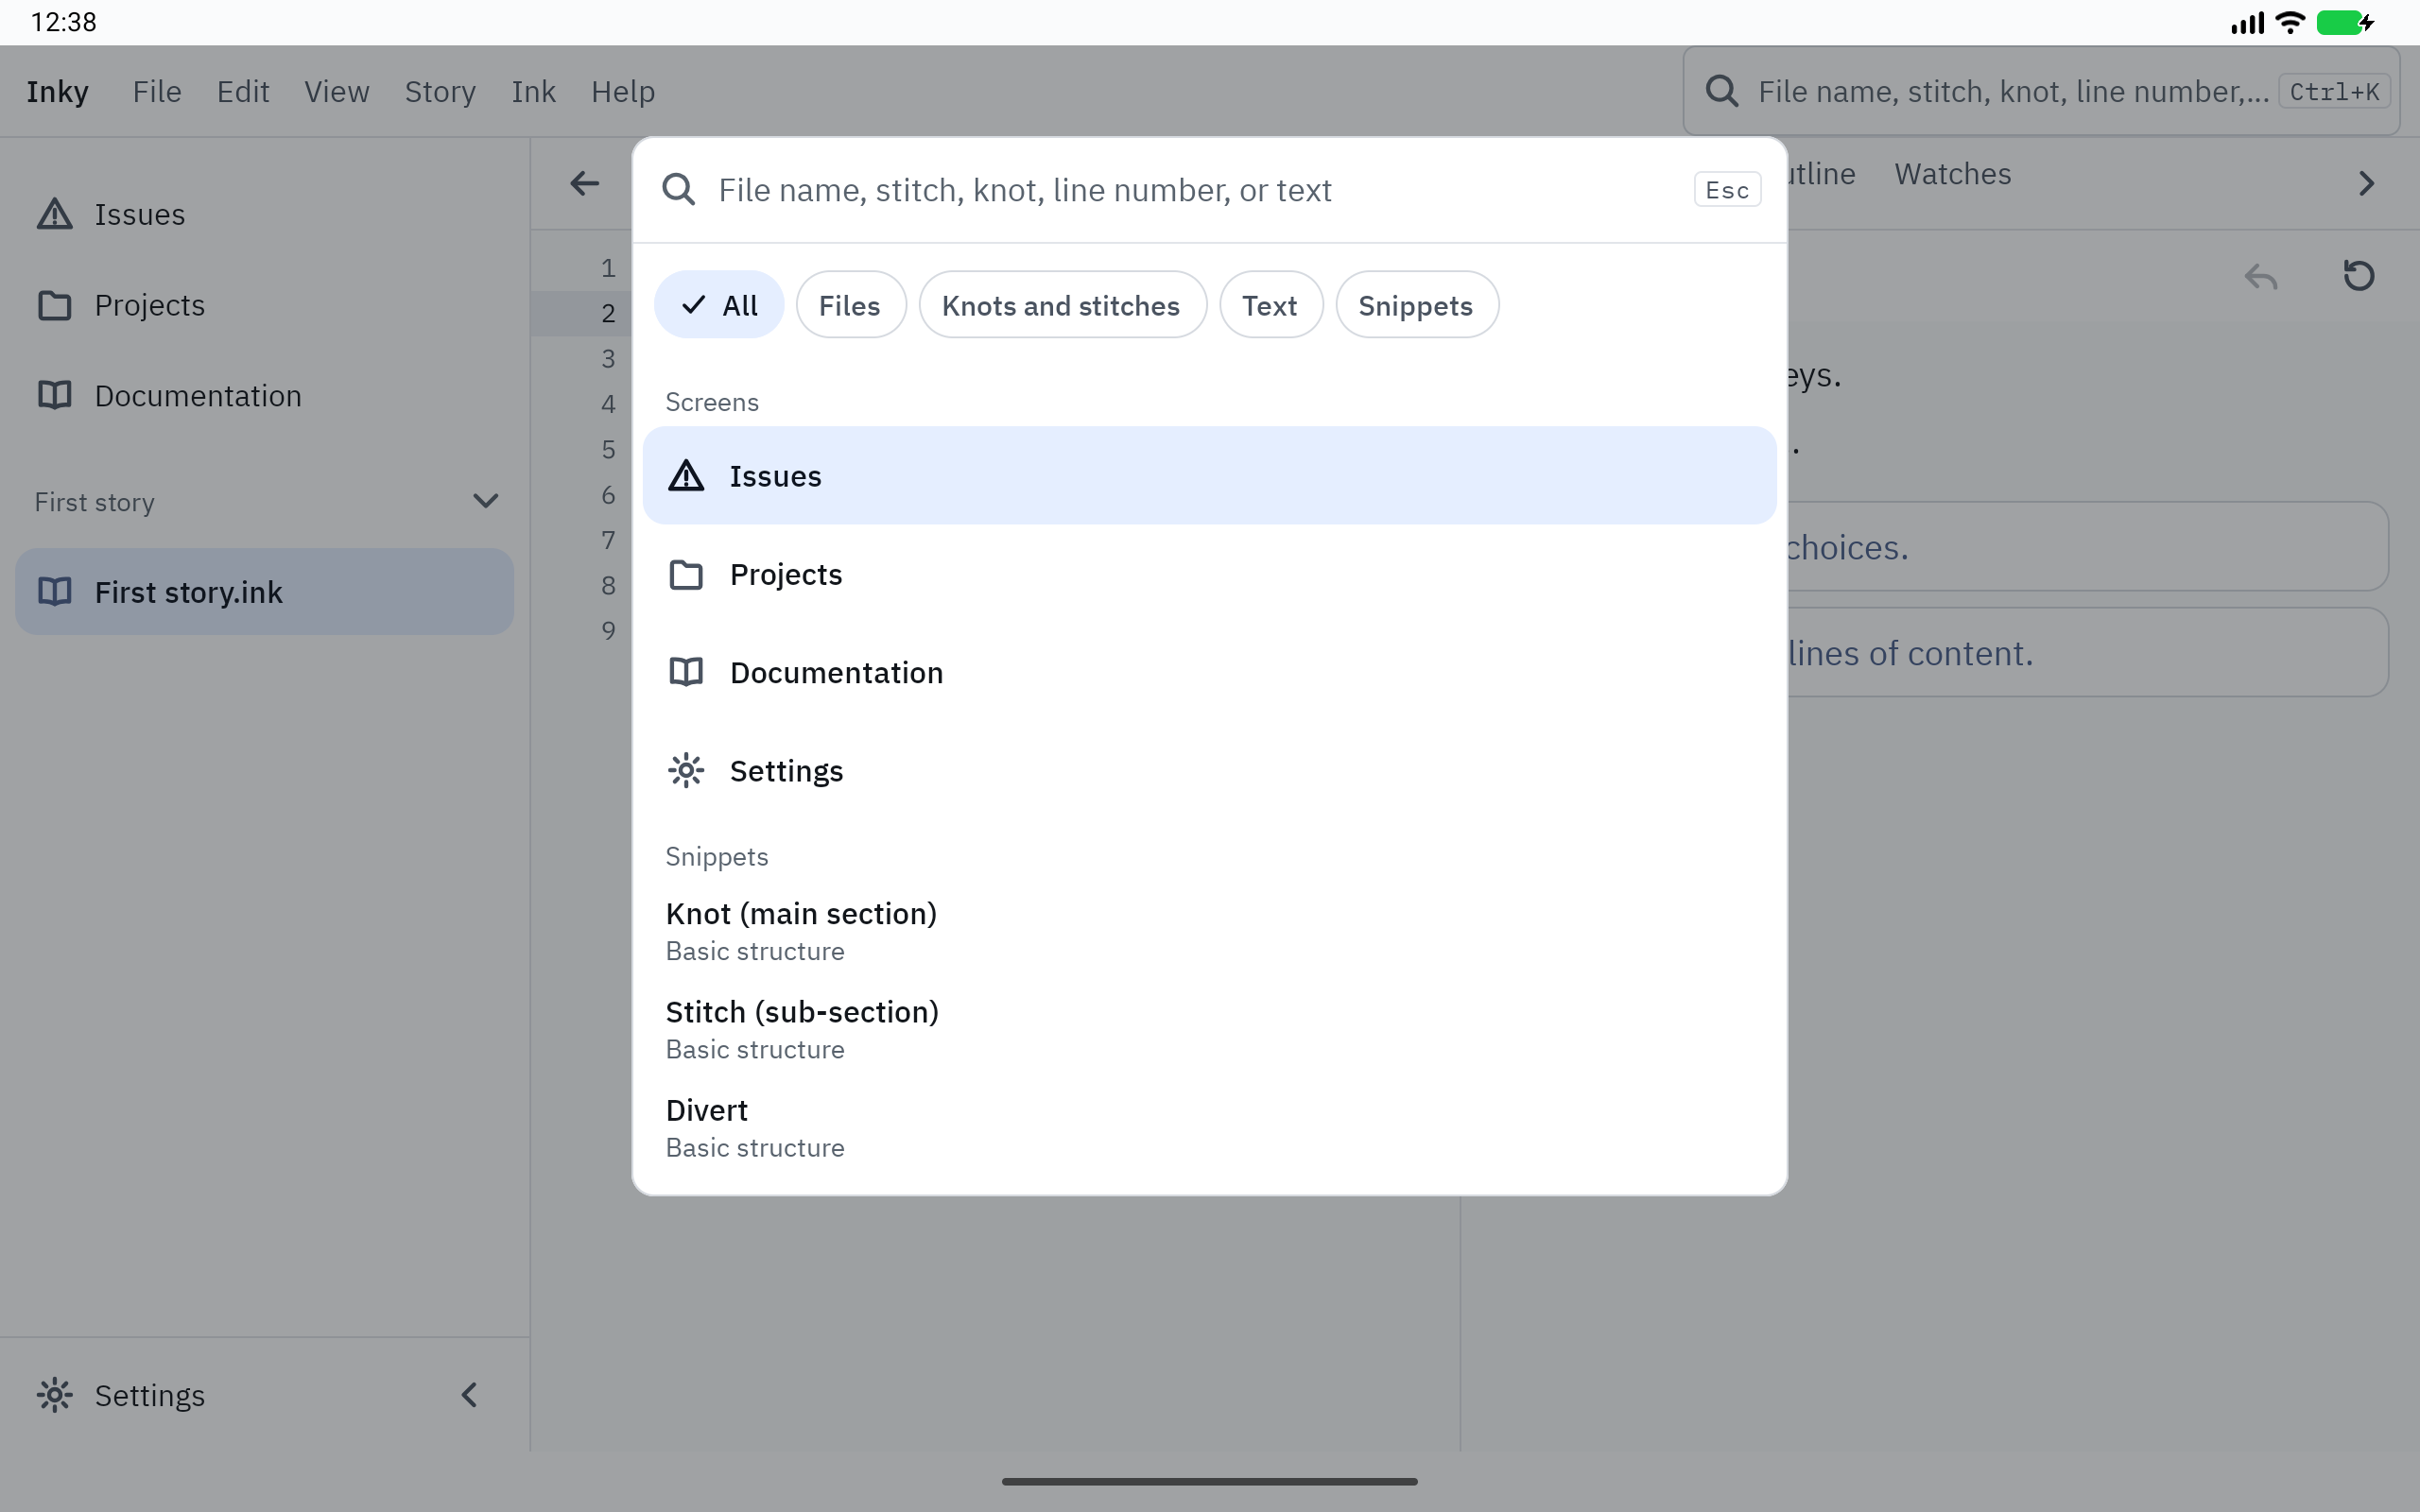 12:38
Inky File Edit View Story Ink Help
File name, stitch, knot, line number,... Ctrl+K
Issues
Projects
Documentation
First story
First story.ink
Settings
1
2
3
4
5
6
7
8
9
File name, stitch, knot, line number, or text Esc
All Files Knots and stitches Text Snippets
Screens
Issues
Projects
Documentation
Settings
Snippets
Knot (main section)
Basic structure
Stitch (sub-section)
Basic structure
Divert
Basic structure
Watches
choices.
lines of content.